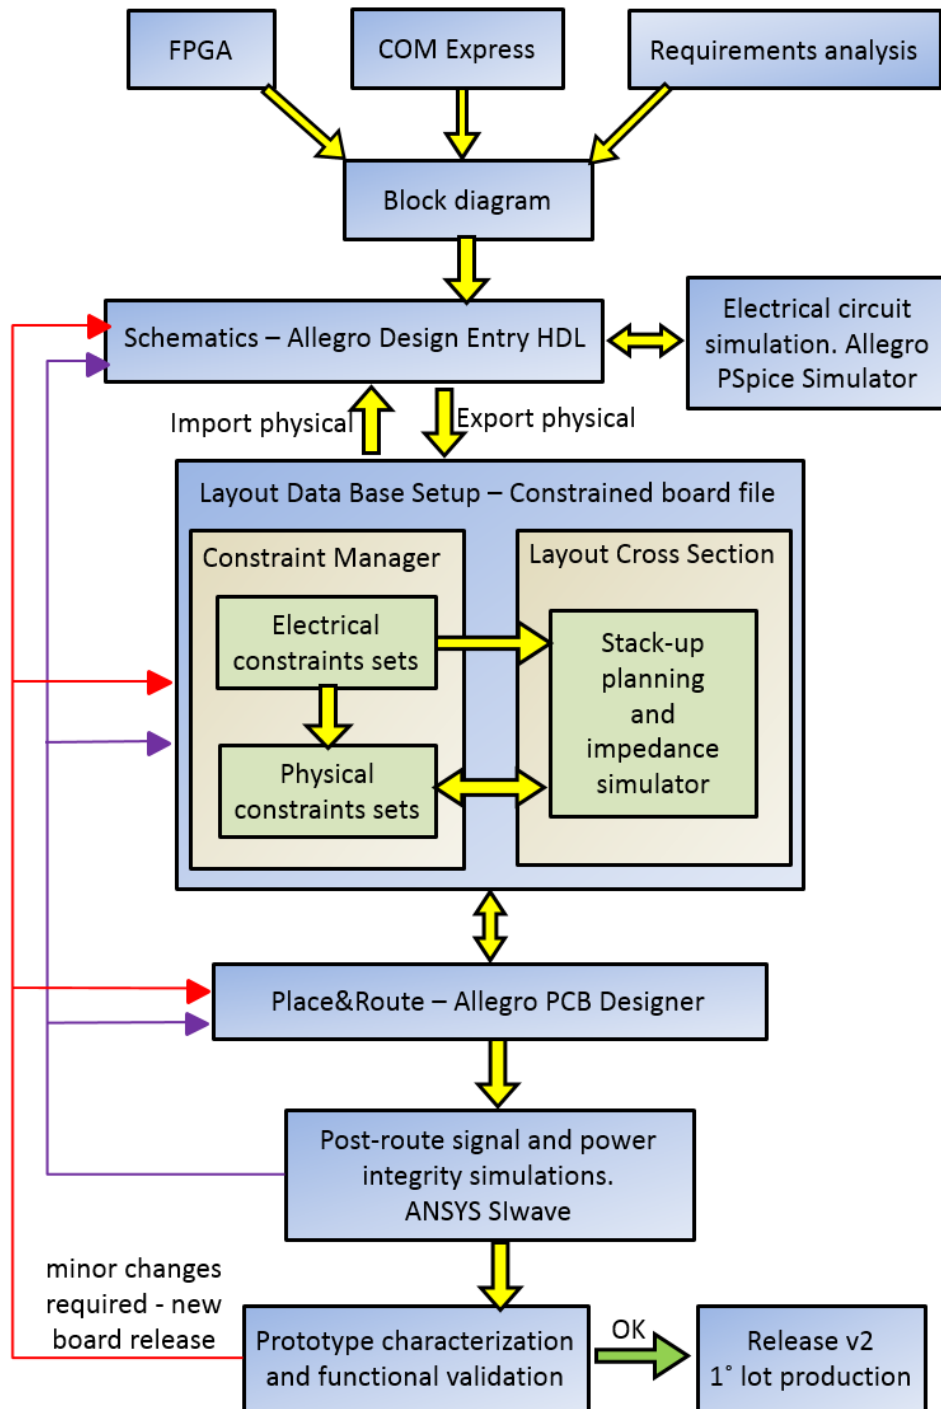 FPGA
COM Express
Requirements analysis
Block diagram
Schematics – Allegro Design Entry HDL
Electrical circuit
simulation. Allegro
PSpice Simulator
Import physical
Export physical
Layout Data Base Setup – Constrained board file
Constraint Manager
Layout Cross Section
Electrical
constraints sets
Stack-up
planning
and
impedance
simulator
Physical
constraints sets
Place&Route – Allegro PCB Designer
Post-route signal and power
integrity simulations.
ANSYS SIwave
minor changes
required - new
board release
Prototype characterization
and functional validation
OK
Release v2
1° lot production